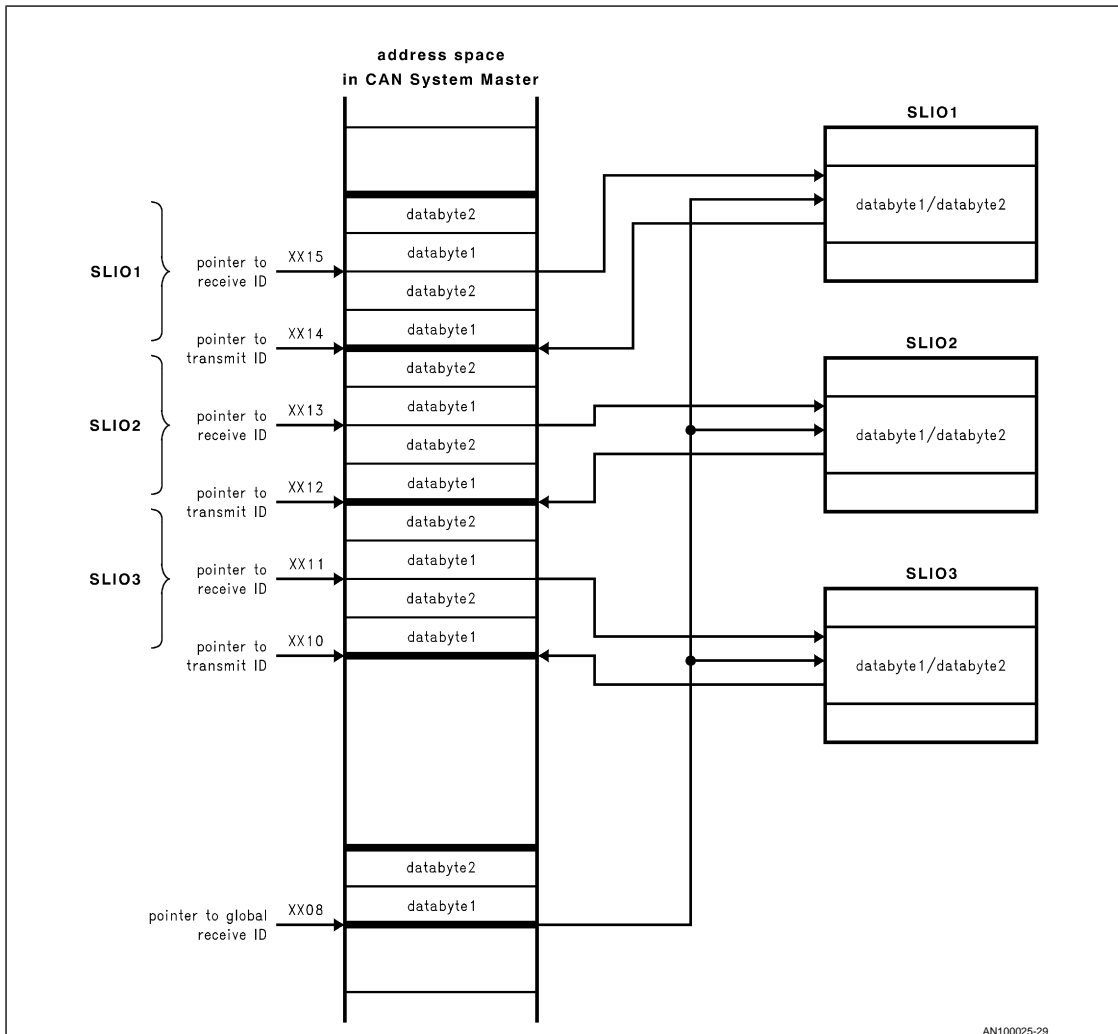 address space
in CAN System Master
SLIO1
databyte2
databyte1/databyte2
databyte1
SLIO1
pointer to
receive ID
XX15
databyte2
databyte1
pointer to
transmit ID
XX14
SLIO2
databyte2
databyte1
SLIO2
pointer to
receive ID
XX13
databyte1/databyte2
databyte2
databyte1
pointer to
transmit ID
XX12
databyte2
databyte1
SLIO3
SLIO3
pointer to
receive ID
XX11
databyte2
databyte1
pointer to
transmit ID
XX10
databyte1/databyte2
databyte2
databyte1
pointer to global
receive ID
XX08
AN100025-29